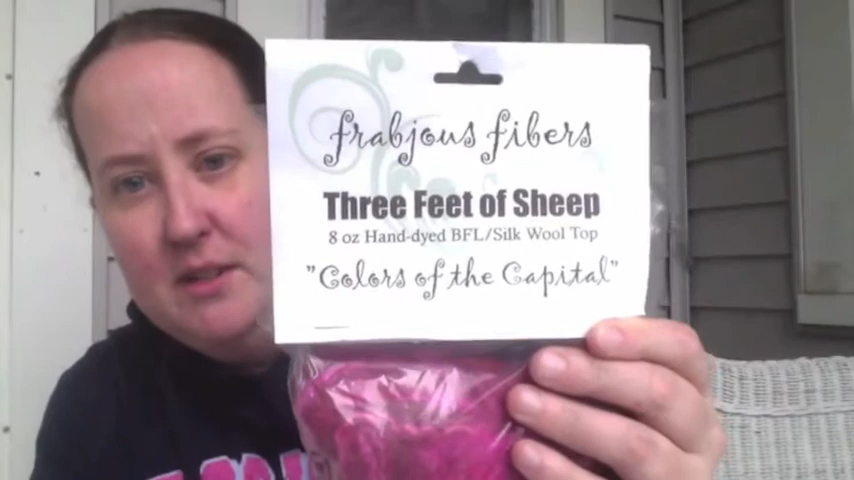 frabjous fibers
Three Feet of Sheep
8 oz Hand-dyed BFL/Silk Wool Top
"Colors of the Capital"